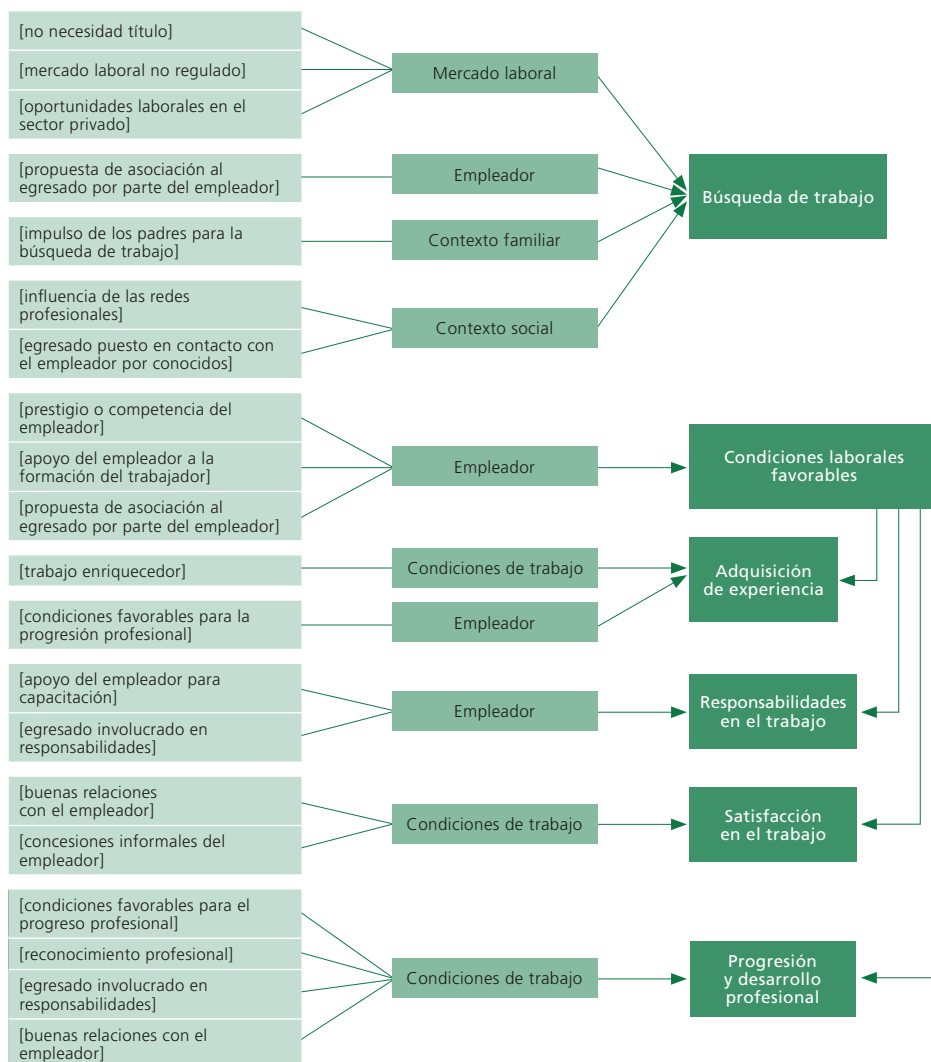 [no necesidad título]
[mercado laboral no regulado]
[oportunidades laborales en el
sector privado]
Mercado laboral
[propuesta de asociación al
egresado por parte del empleador]
Empleador
[impulso de los padres para la
búsqueda de trabajo]
Contexto familiar
[influencia de las redes
profesionales]
[egresado puesto en contacto con
el empleador por conocidos]
Contexto social
Búsqueda de trabajo
[prestigio o competencia del
empleador]
[apoyo del empleador a la
formación del trabajador]
[propuesta de asociación al
egresado por parte del empleador]
Empleador
Condiciones laborales
favorables
[trabajo enriquecedor]
Condiciones de trabajo
[condiciones favorables para la
progresión profesional]
Empleador
Adquisición
de experiencia
[apoyo del empleador para
capacitación]
[egresado involucrado en
responsabilidades]
Empleador
Responsabilidades
en el trabajo
[buenas relaciones
con el empleador]
[concesiones informales del
empleador]
Condiciones de trabajo
Satisfacción
en el trabajo
[condiciones favorables para el
progreso profesional]
[reconocimiento profesional]
[egresado involucrado en
responsabilidades]
[buenas relaciones con el
empleador]
Condiciones de trabajo
Progresión
y desarrollo
profesional